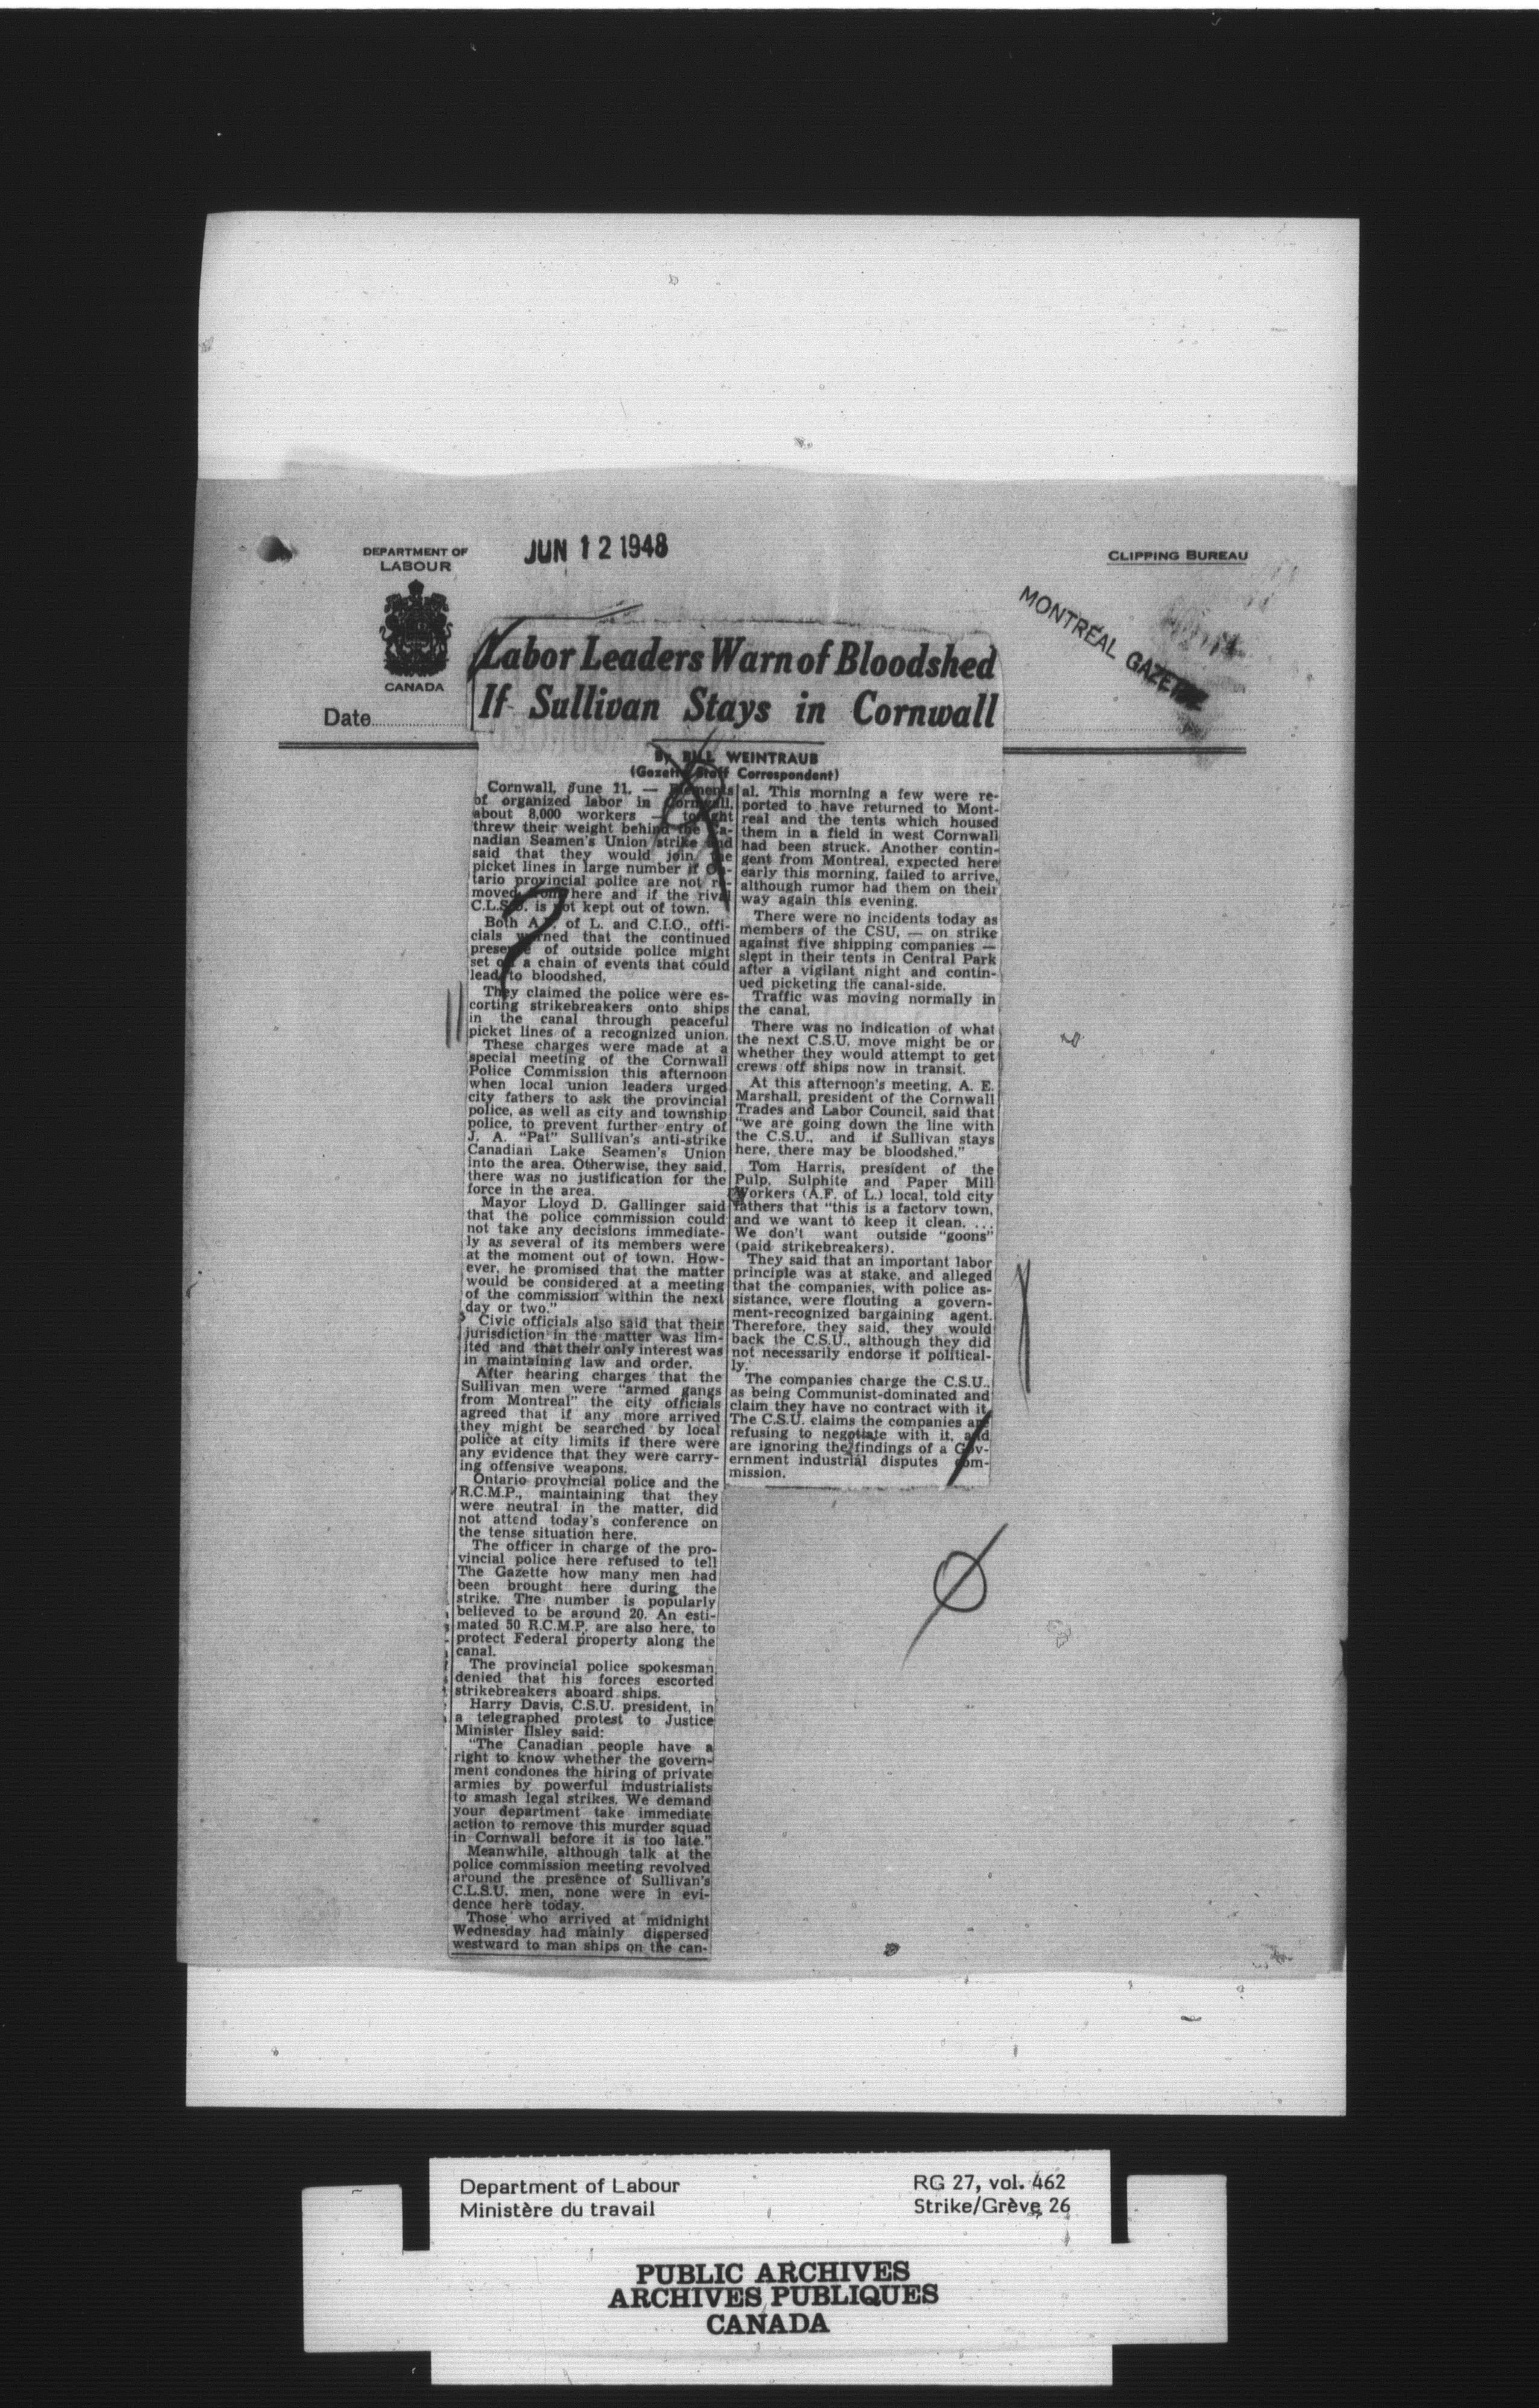 DEPARTMENT OF
LABOUR
CANADA
JUN 12 1948
CLIPPING BUREAU
MONTREAL GAZETTE
Date
Labor Leaders Warn of Bloodshed
If Sullivan Stays in Cornwall
By BILL WEINTRAUB
(Gazette Staff Correspondent)
Cornwall, June 11. — Elements
of organized labor in Cornwall,
about 8,000 workers — tonight
threw their weight behind the Ca-
nadian Seamen's Union strike and
said that they would join the
picket lines in large number if On-
tario provincial police are not re-
moved from here and if the rival
C.L.S.U. is not kept out of town.
Both A.F. of L. and C.I.O., offi-
cials warned that the continued
presence of outside police might
set off a chain of events that could
lead to bloodshed.
They claimed the police were es-
corting strikebreakers onto ships
in the canal through peaceful
picket lines of a recognized union.
These charges were made at a
special meeting of the Cornwall
Police Commission this afternoon
when local union leaders urged
city fathers to ask the provincial
police, as well as city and township
police, to prevent further entry of
J. A. "Pat" Sullivan's anti-strike
Canadian Lake Seamen's Union
into the area. Otherwise, they said,
there was no justification for the
force in the area.
Mayor Lloyd D. Gallinger said
that the police commission could
not take any decisions immediate-
ly as several of its members were
at the moment out of town. How-
ever, he promised that the matter
would be considered at a meeting
of the commission within the next
day or two."
Civic officials also said that their
jurisdiction in the matter was lim-
ited and that their only interest was
in maintaining law and order.
After hearing charges that the
Sullivan men were "armed gangs
from Montreal" the city officials
agreed that if any more arrived
they might be searched by local
police at city limits if there were
any evidence that they were carry-
ing offensive weapons.
Ontario provincial police and the
R.C.M.P., maintaining that they
were neutral in the matter, did
not attend today's conference on
the tense situation here.
The officer in charge of the pro-
vincial police here refused to tell
The Gazette how many men had
been brought here during the
strike. The number is popularly
believed to be around 20. An esti-
mated 50 R.C.M.P. are also here, to
protect Federal property along the
canal.
The provincial police spokesman
denied that his forces escorted
strikebreakers aboard ships.
Harry Davis, C.S.U. president, in
a telegraphed protest to Justice
Minister Ilsley said:
"The Canadian people have a
right to know whether the govern-
ment condones the hiring of private
armies by powerful industrialists
to smash legal strikes. We demand
your department take immediate
action to remove this murder squad
in Cornwall before it is too late."
Meanwhile, although talk at the
police commission meeting revolved
around the presence of Sullivan's
C.L.S.U. men, none were in evi-
dence here today.
Those who arrived at midnight
Wednesday had mainly dispersed
westward to man ships on the can-
al. This morning a few were re-
ported to have returned to Mont-
real and the tents which housed
them in a field in west Cornwall
had been struck. Another contin-
gent from Montreal, expected here
early this morning, failed to arrive,
although rumor had them on their
way again this evening.
There were no incidents today as
members of the CSU, — on strike
against five shipping companies —
slept in their tents in Central Park
after a vigilant night and contin-
ued picketing the canal-side.
Traffic was moving normally in
the canal.
There was no indication of what
the next C.S.U. move might be or
whether they would attempt to get
crews off ships now in transit.
At this afternoon's meeting, A. E.
Marshall, president of the Cornwall
Trades and Labor Council, said that
"we are going down the line with
the C.S.U., and if Sullivan stays
here, there may be bloodshed."
Tom Harris, president of the
Pulp, Sulphite and Paper Mill
Workers (A.F. of L.) local, told city
fathers that "this is a factory town,
and we want to keep it clean. ...
We don't want outside "goons"
(paid strikebreakers).
They said that an important labor
principle was at stake, and alleged
that the companies, with police as-
sistance, were flouting a govern-
ment-recognized bargaining agent.
Therefore, they said, they would
back the C.S.U., although they did
not necessarily endorse it political-
ly.
The companies charge the C.S.U.,
as being Communist-dominated and
claim they have no contract with it.
The C.S.U. claims the companies are
refusing to negotiate with it, and
are ignoring the findings of a Gov-
ernment industrial disputes com-
mission.
Department of Labour
Ministère du travail
RG 27, vol. 462
Strike/Grève 26
PUBLIC ARCHIVES
ARCHIVES PUBLIQUES
CANADA